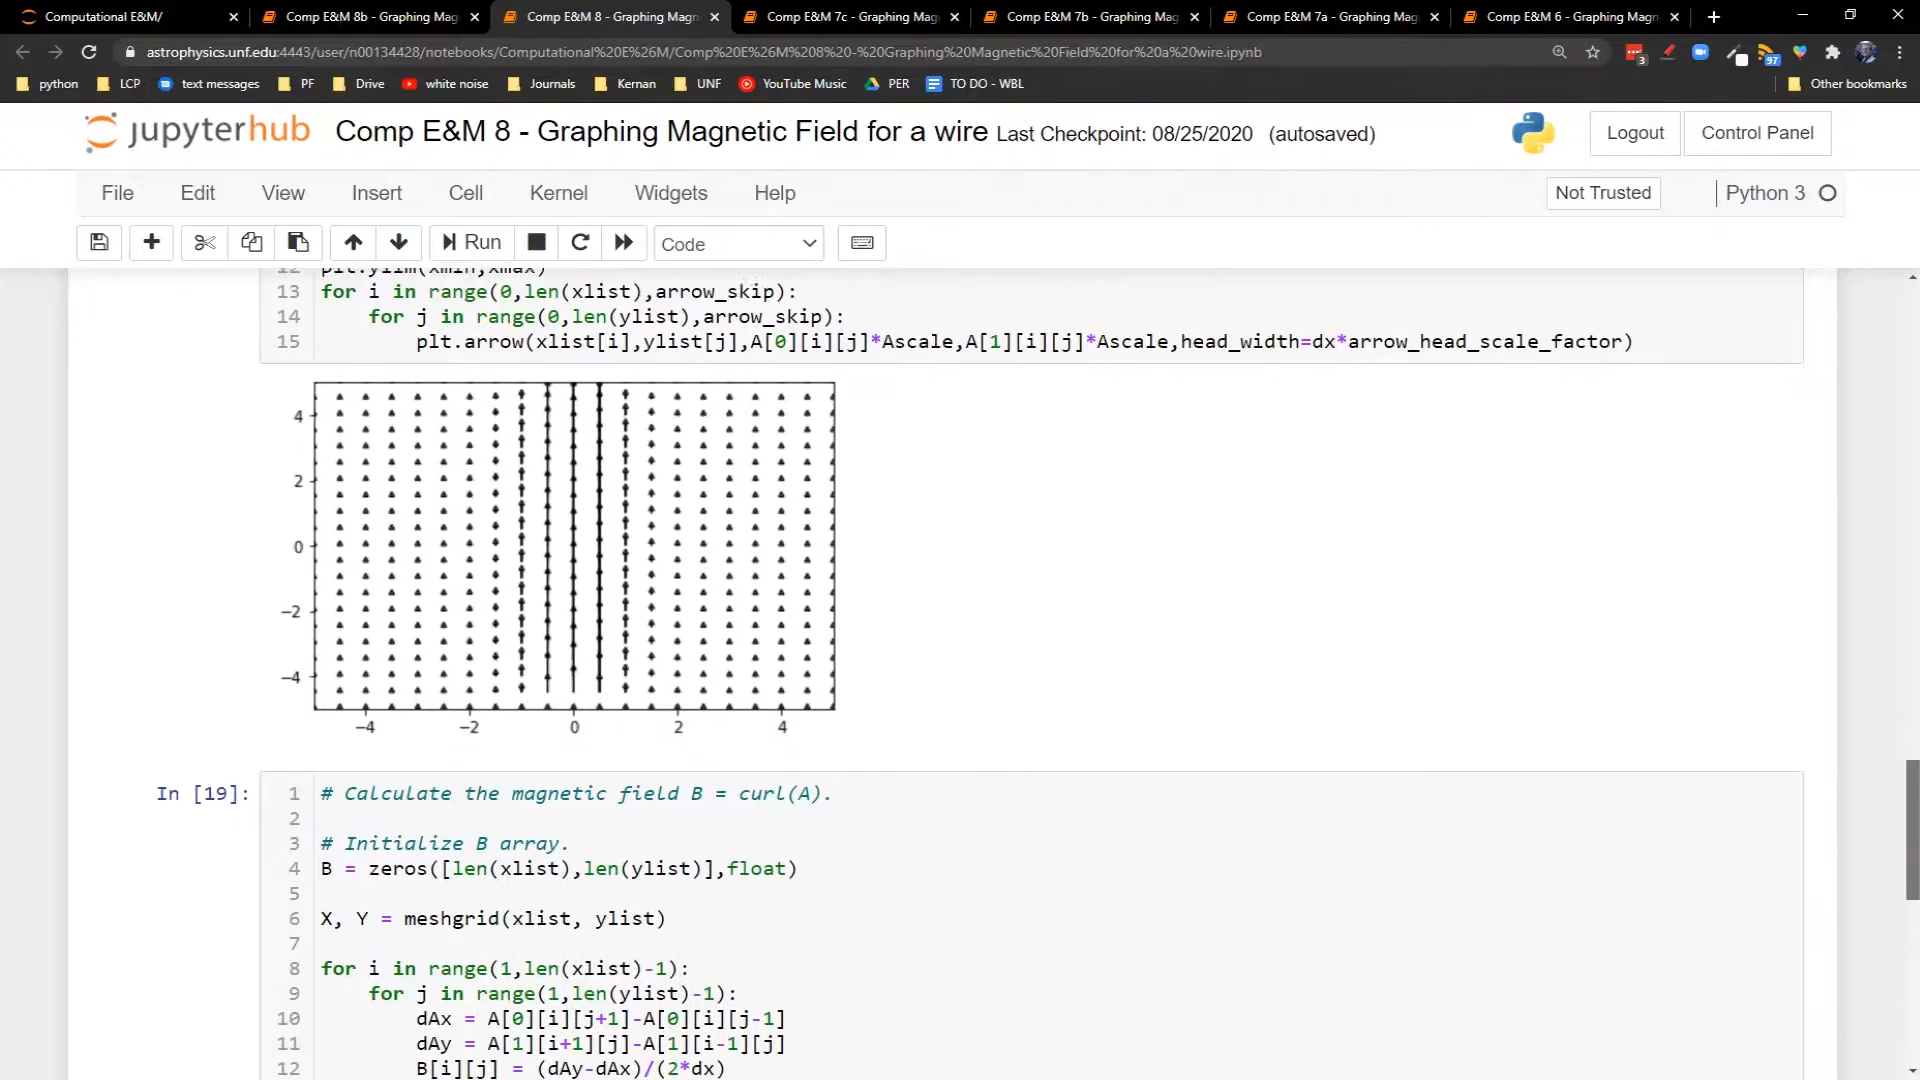 Computational E&M/
Comp E&M 8b - Graphing Mag
Comp E&M 8 - Graphing Magn
Comp E&M 7c - Graphing Mag
Comp E&M 7b - Graphing Mag
Comp E&M 7a - Graphing Mag
Comp E&M 6 - Graphing Magn
astrophysics.unf.edu:4443/user/n00134428/notebooks/Computational%20E%26M/Comp%20E%26M%208%20-%20Graphing%20Magnetic%20Field%20for%20a%20wire.ipynb
3
97
python
LCP
text messages
PF
Drive
white noise
Journals
Kernan
UNF
YouTube Music
PER
TO DO - WBL
Other bookmarks
jupyterhub
Comp E&M 8 - Graphing Magnetic Field for a wire
Last Checkpoint: 08/25/2020 (autosaved)
Logout
Control Panel
File
Edit
View
Insert
Cell
Kernel
Widgets
Help
Not Trusted
Python 3
Run
Code
12 plt.ylim(xmin,xmax)
13 for i in range(0,len(xlist),arrow_skip):
14 for j in range(0,len(ylist),arrow_skip):
15 plt.arrow(xlist[i],ylist[j],A[0][i][j]*Ascale,A[1][i][j]*Ascale,head_width=dx*arrow_head_scale_factor)
4
2
0
−2
−4
−4
−2
0
2
4
In [19]:
1 # Calculate the magnetic field B = curl(A).
2
3 # Initialize B array.
4 B = zeros([len(xlist),len(ylist)],float)
5
6 X, Y = meshgrid(xlist, ylist)
7
8 for i in range(1,len(xlist)-1):
9 for j in range(1,len(ylist)-1):
10 dAx = A[0][i][j+1]-A[0][i][j-1]
11 dAy = A[1][i+1][j]-A[1][i-1][j]
12 B[i][j] = (dAy-dAx)/(2*dx)